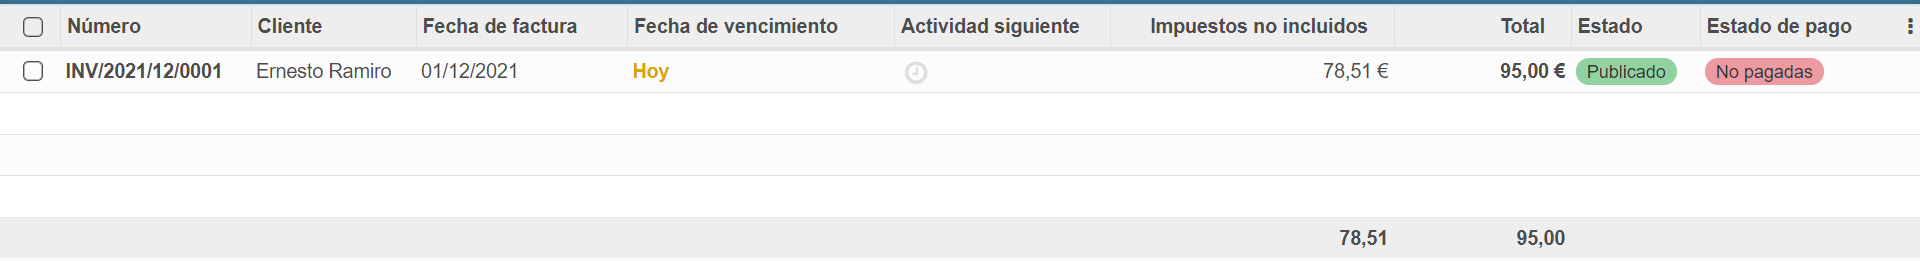 Número Cliente Fecha de factura Fecha de vencimiento Actividad siguiente Impuestos no incluidos Total Estado Estado de pago
INV/2021/12/0001 Ernesto Ramiro 01/12/2021 Hoy 78,51 € 95,00 € Publicado No pagadas
78,51 95,00